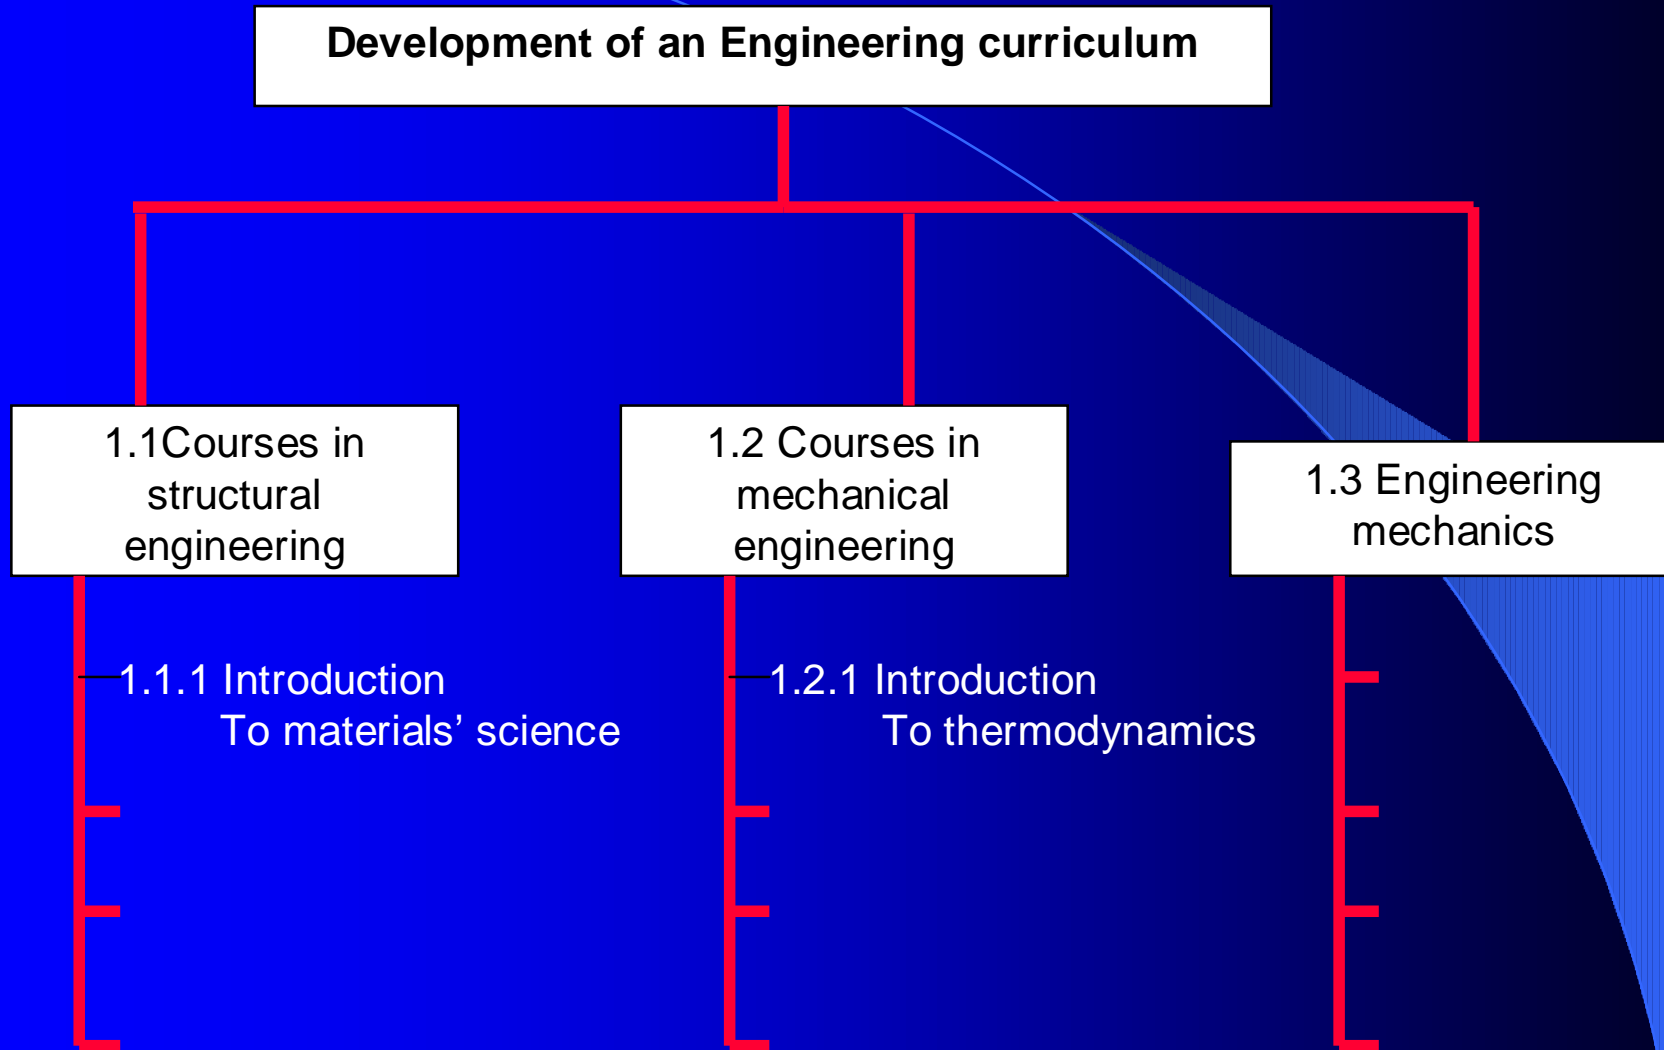 Development of an Engineering curriculum
1.1Courses in
structural
engineering
1.2 Courses in
mechanical
engineering
1.3 Engineering
mechanics
1.1.1 Introduction
To materials’ science
1.2.1 Introduction
To thermodynamics